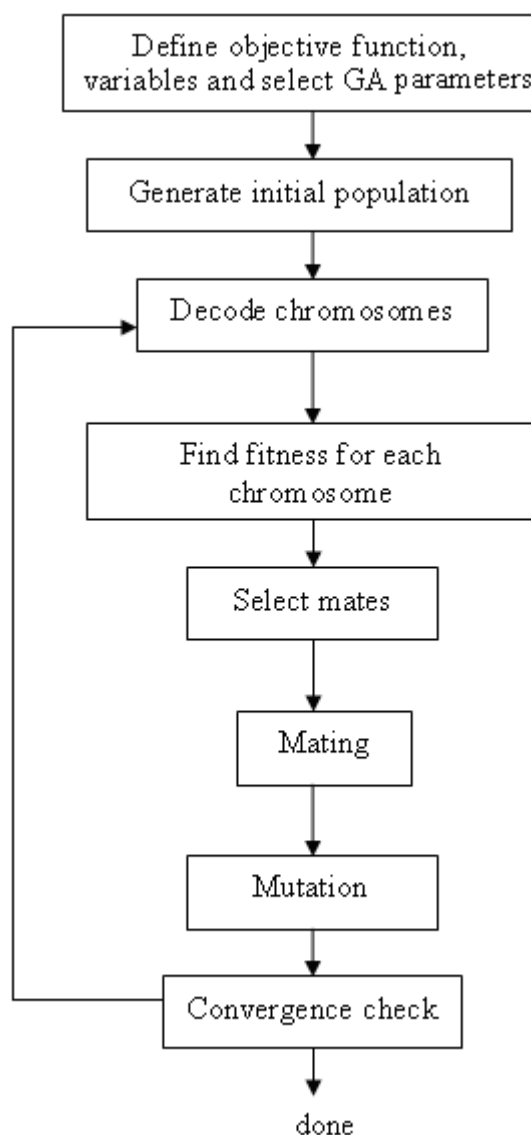 Define objective function,
variables and select GA parameters
Generate initial population
Decode chromosomes
Find fitness for each
chromosome
Select mates
Mating
Mutation
Convergence check
done